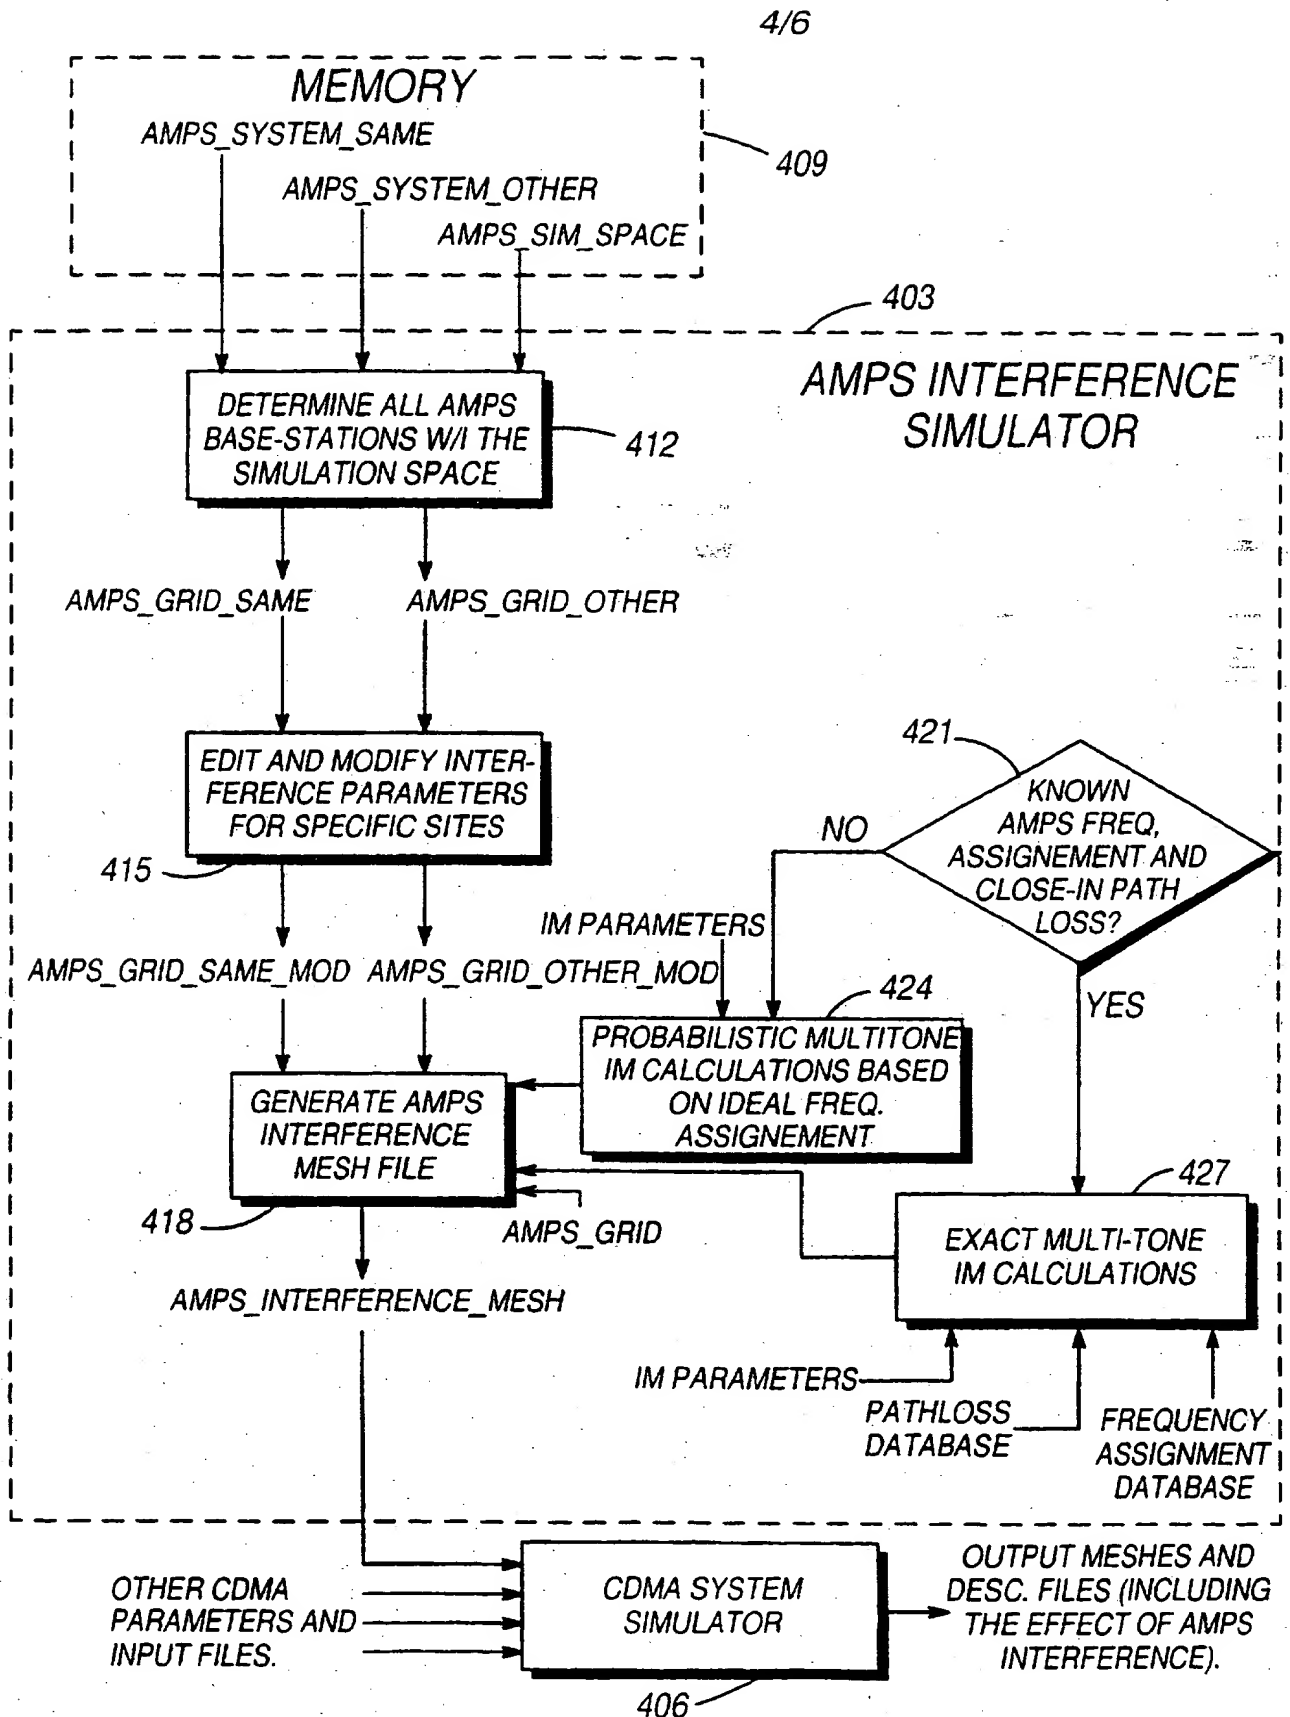 4/6
MEMORY
AMPS_SYSTEM_SAME
409
AMPS_SYSTEM_OTHER
AMPS_SIM_SPACE
403
AMPS INTERFERENCE
SIMULATOR
DETERMINE ALL AMPS
BASE-STATIONS W/I THE
SIMULATION SPACE
412
AMPS_GRID_SAME
AMPS_GRID_OTHER
EDIT AND MODIFY INTER-
FERENCE PARAMETERS
FOR SPECIFIC SITES
415
421
KNOWN
AMPS FREQ,
ASSIGNEMENT AND
CLOSE-IN PATH
LOSS?
NO
YES
IM PARAMETERS
AMPS_GRID_SAME_MOD
AMPS_GRID_OTHER_MOD
424
PROBABILISTIC MULTITONE
IM CALCULATIONS BASED
ON IDEAL FREQ.
ASSIGNEMENT
GENERATE AMPS
INTERFERENCE
MESH FILE
418
AMPS_GRID
427
EXACT MULTI-TONE
IM CALCULATIONS
AMPS_INTERFERENCE_MESH
IM PARAMETERS
PATHLOSS
DATABASE
FREQUENCY
ASSIGNMENT
DATABASE
OTHER CDMA
PARAMETERS AND
INPUT FILES.
CDMA SYSTEM
SIMULATOR
406
OUTPUT MESHES AND
DESC. FILES (INCLUDING
THE EFFECT OF AMPS
INTERFERENCE).